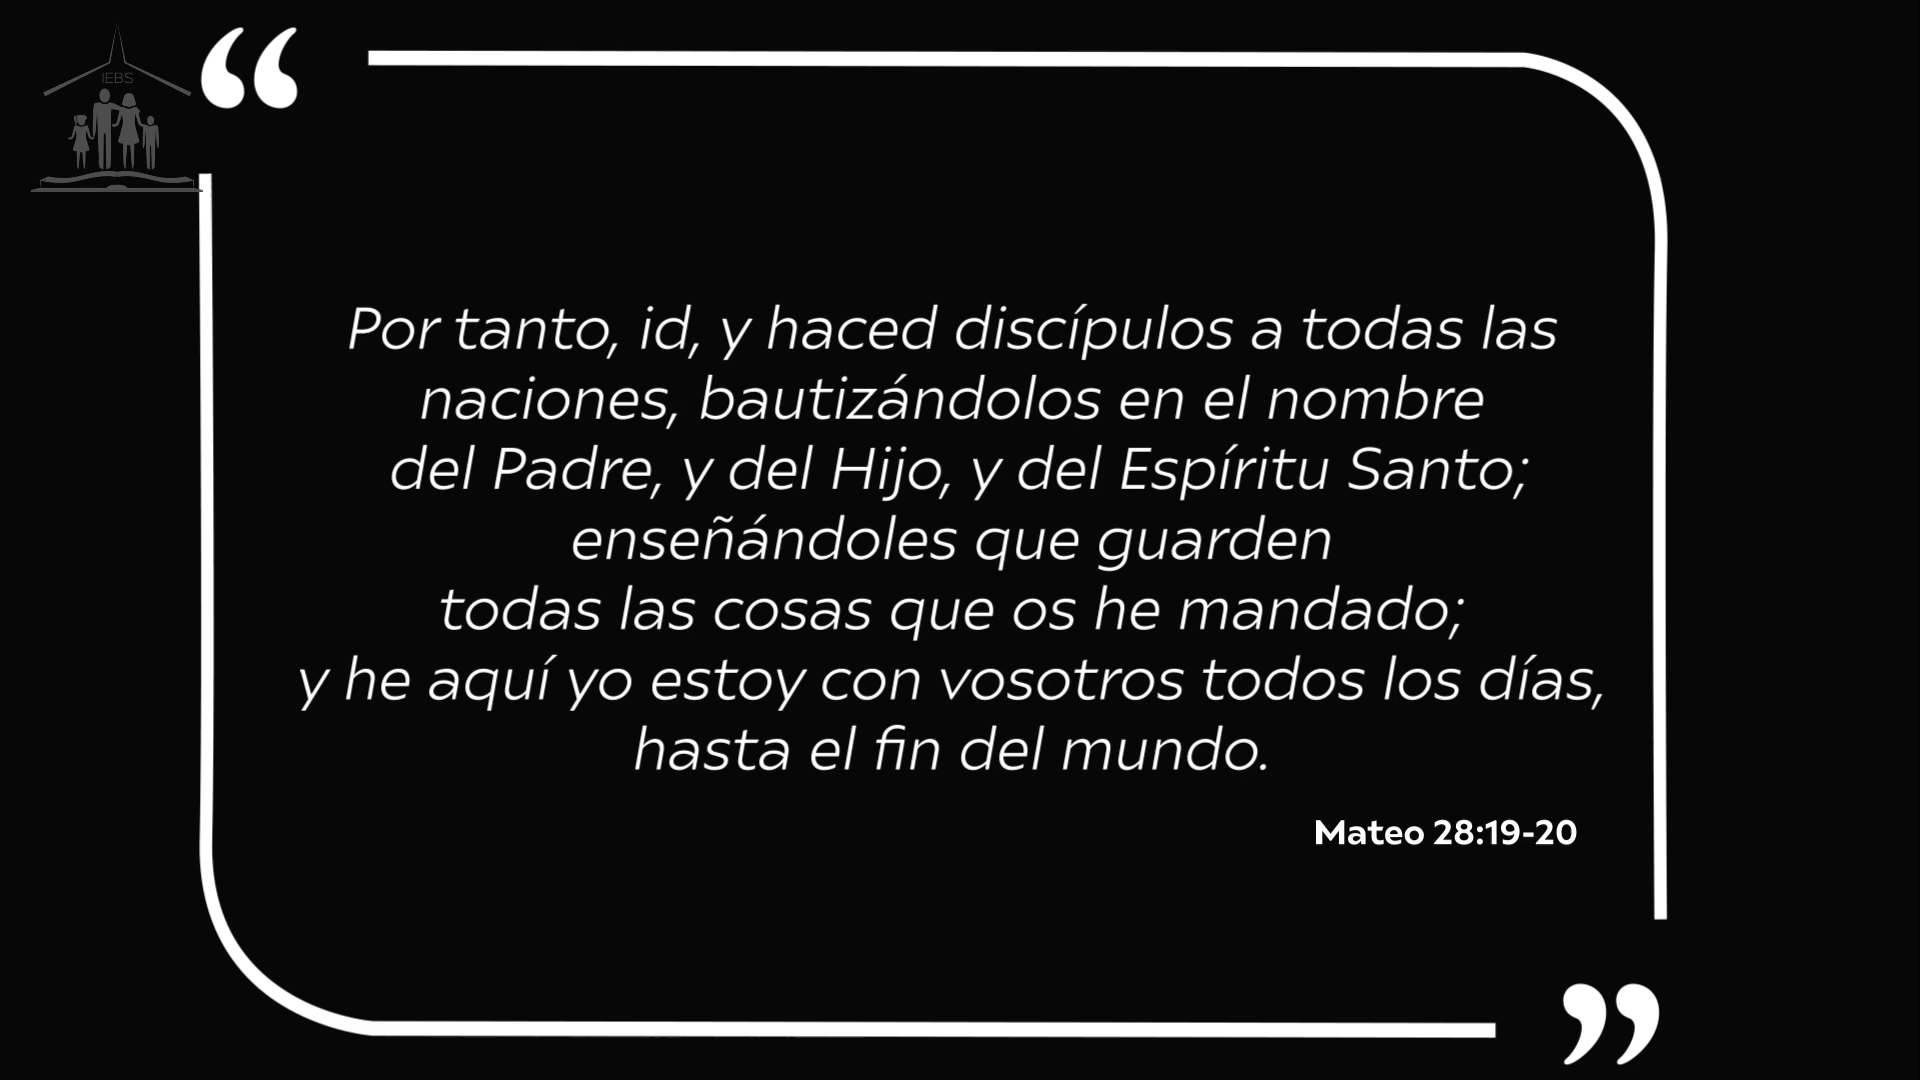 IEBS
Por tanto, id, y haced discípulos a todas las
naciones, bautizándolos en el nombre
del Padre, y del Hijo, y del Espíritu Santo;
enseñándoles que guarden
todas las cosas que os he mandado;
y he aquí yo estoy con vosotros todos los días,
hasta el fin del mundo.
Mateo 28:19-20